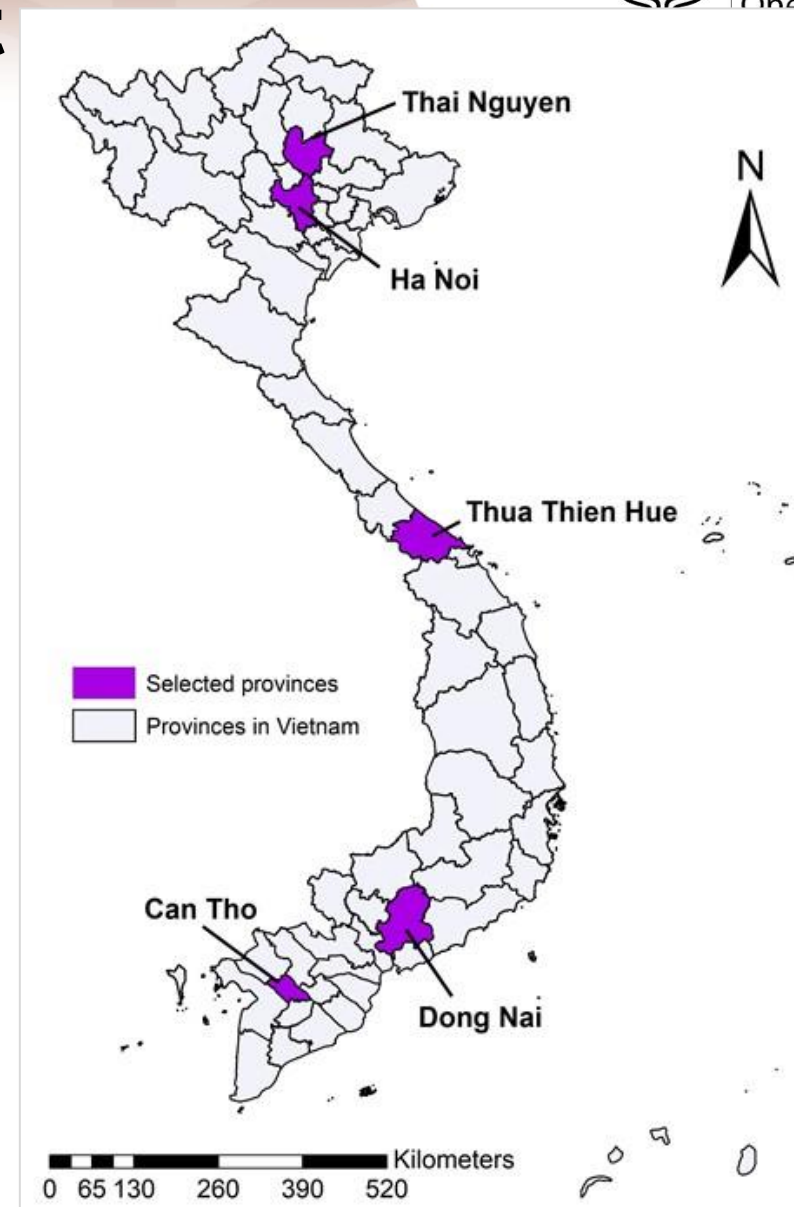 One
Thai Nguyen
N
Ha Noi
Thua Thien Hue
Selected provinces
Provinces in Vietnam
Can Tho
Dong Nai
Kilometers
0 65 130 260 390 520